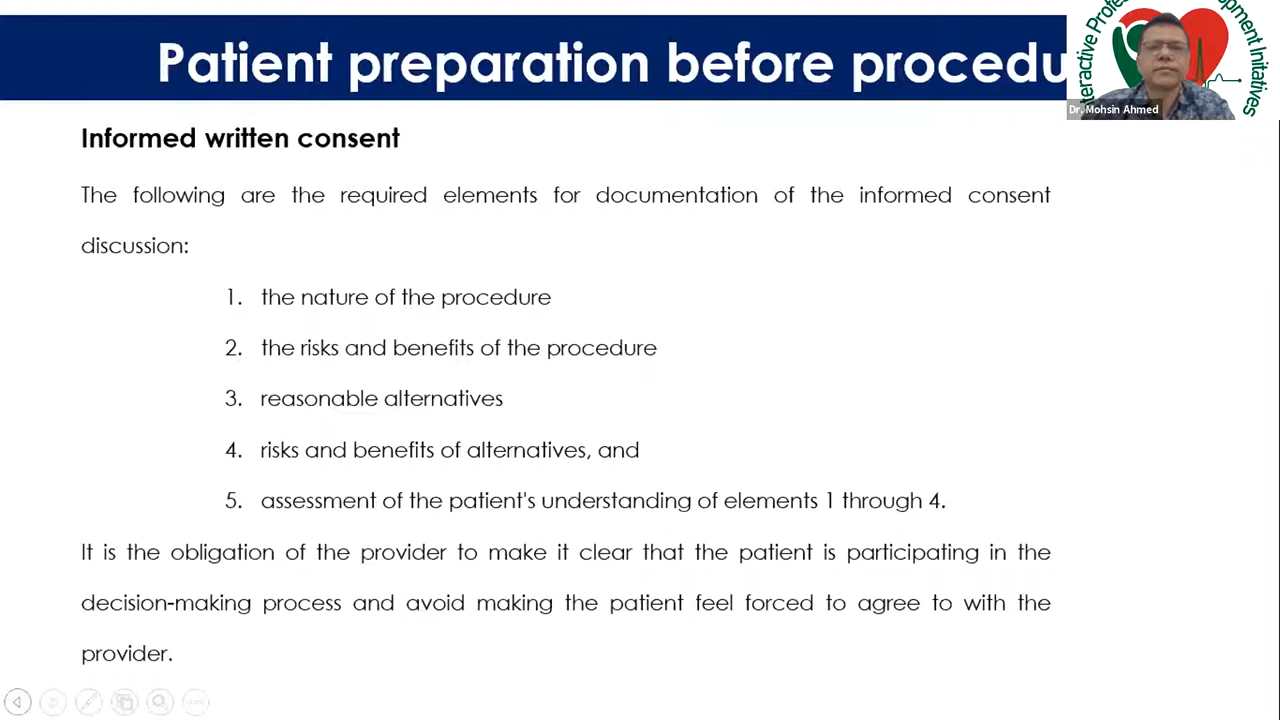 Patient preparation before procedu
teractive Profe
pment Initatives
Dr. Mohsin Ahmed
Informed written consent
The following are the required elements for documentation of the informed consent
discussion:
1. the nature of the procedure
2. the risks and benefits of the procedure
3. reasonable alternatives
4. risks and benefits of alternatives, and
5. assessment of the patient's understanding of elements 1 through 4.
It is the obligation of the provider to make it clear that the patient is participating in the
decision-making process and avoid making the patient feel forced to agree to with the
provider.